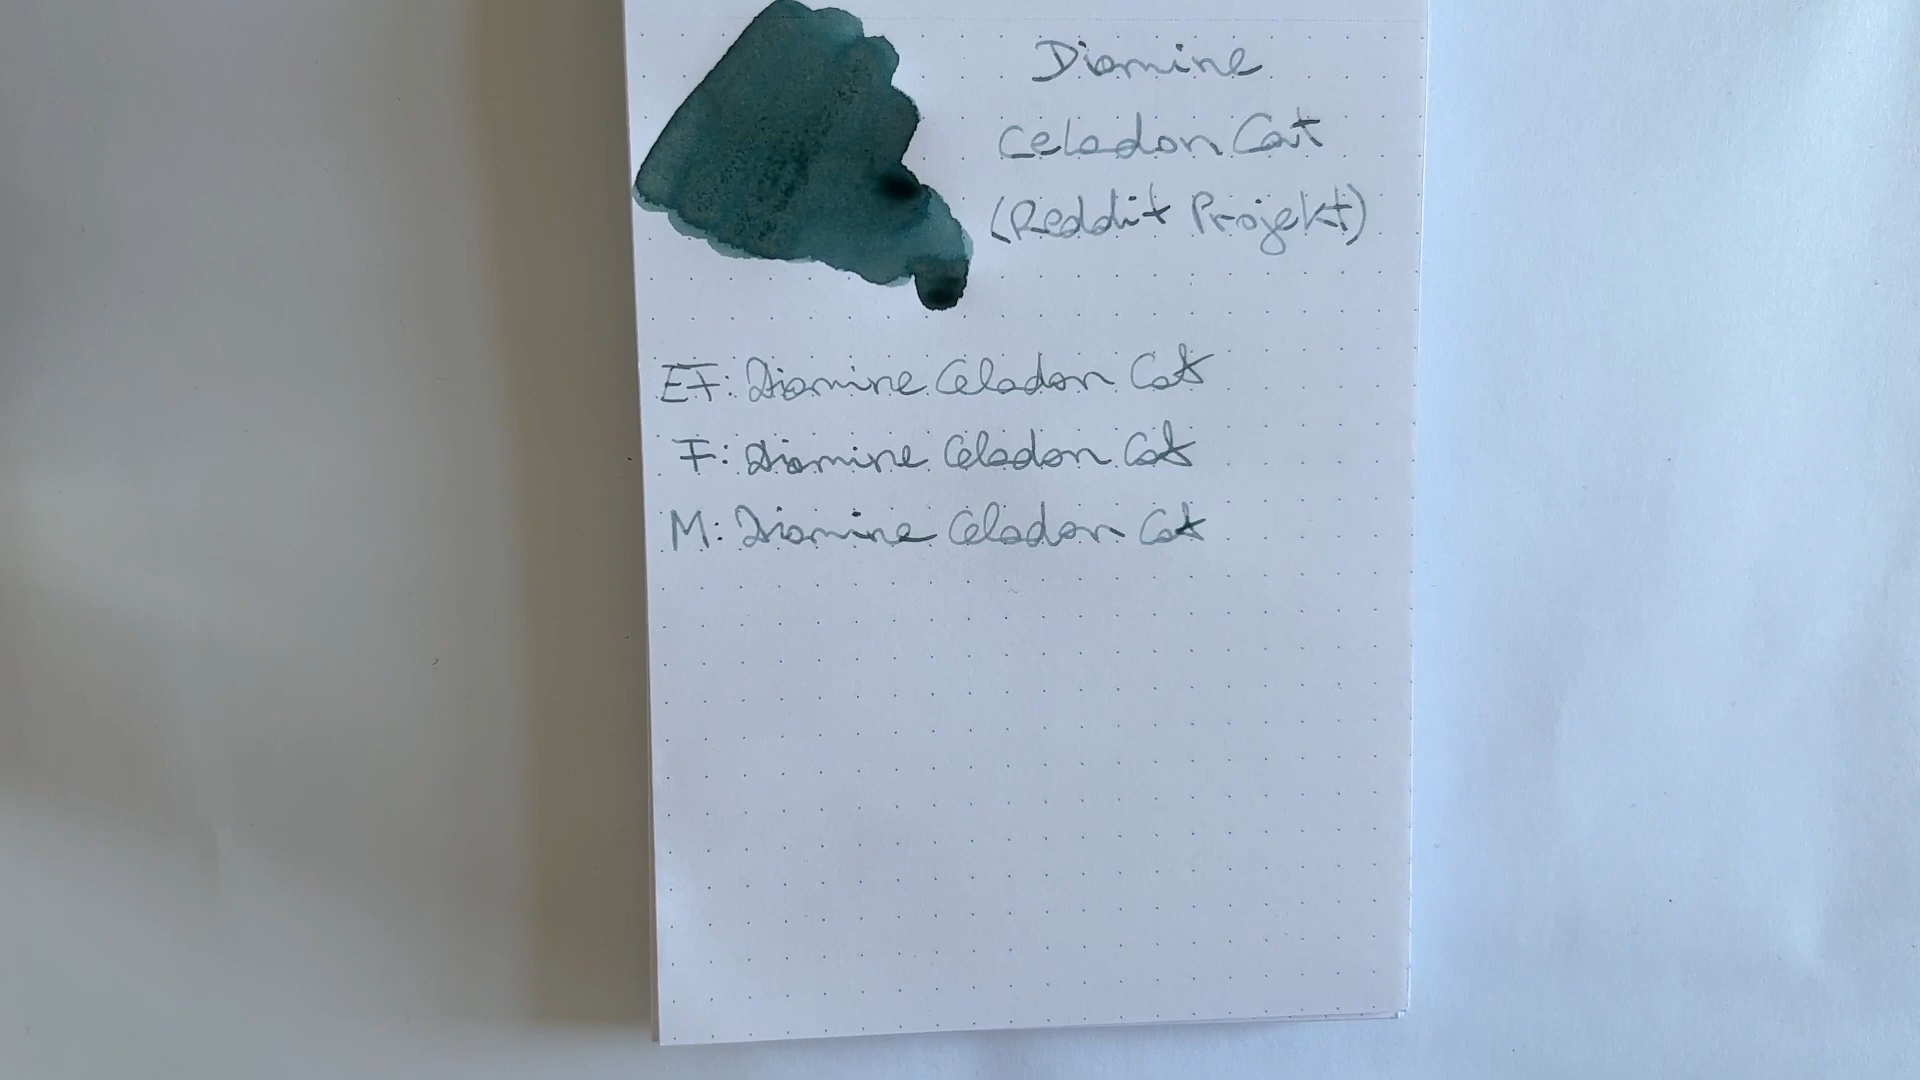 Diamine
Celadon Cat
(Reddit Projekt)
EF: Diamine Celadon Cat
F: Diamine Celadon Cat
M: Diamine Celadon Cat